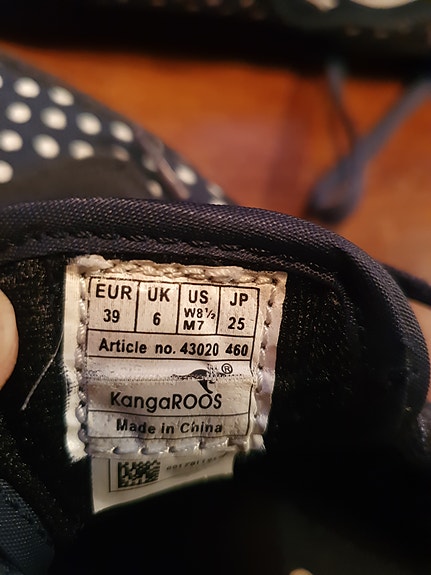 EUR UK US JP
39 6 W8½ M7 25
Article no. 43020 460
®
KangaROOS
Made in China